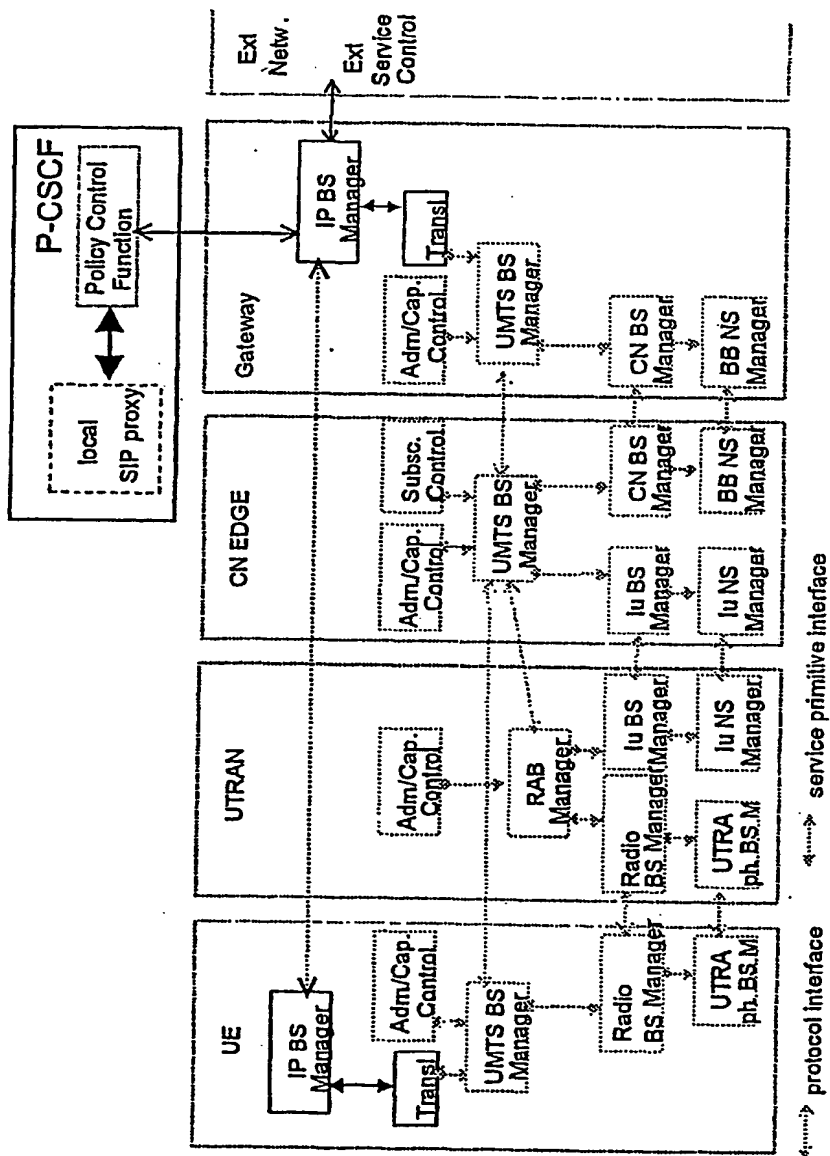 P-CSCF
local
SIP proxy
Policy Control
Function
UE
IP BS
Manager
Transl
Adm/Cap.
Control
UMTS BS
Manager
Radio
BS Manager
UTRA
ph. BS M
UTRAN
Adm/Cap.
Control
RAB
Manager
Radio
BS Manager
Iu BS
Manager
UTRA
ph. BS M
Iu NS
Manager
CN EDGE
Adm/Cap.
Control
Subsc.
Control
UMTS BS
Manager
Iu BS
Manager
CN BS
Manager
Iu NS
Manager
BB NS
Manager
Gateway
IP BS
Manager
Adm/Cap.
Control
Transl
UMTS BS
Manager
CN BS
Manager
BB NS
Manager
Ext
Netw.
Ext
Service
Control
protocol interface
service primitive interface